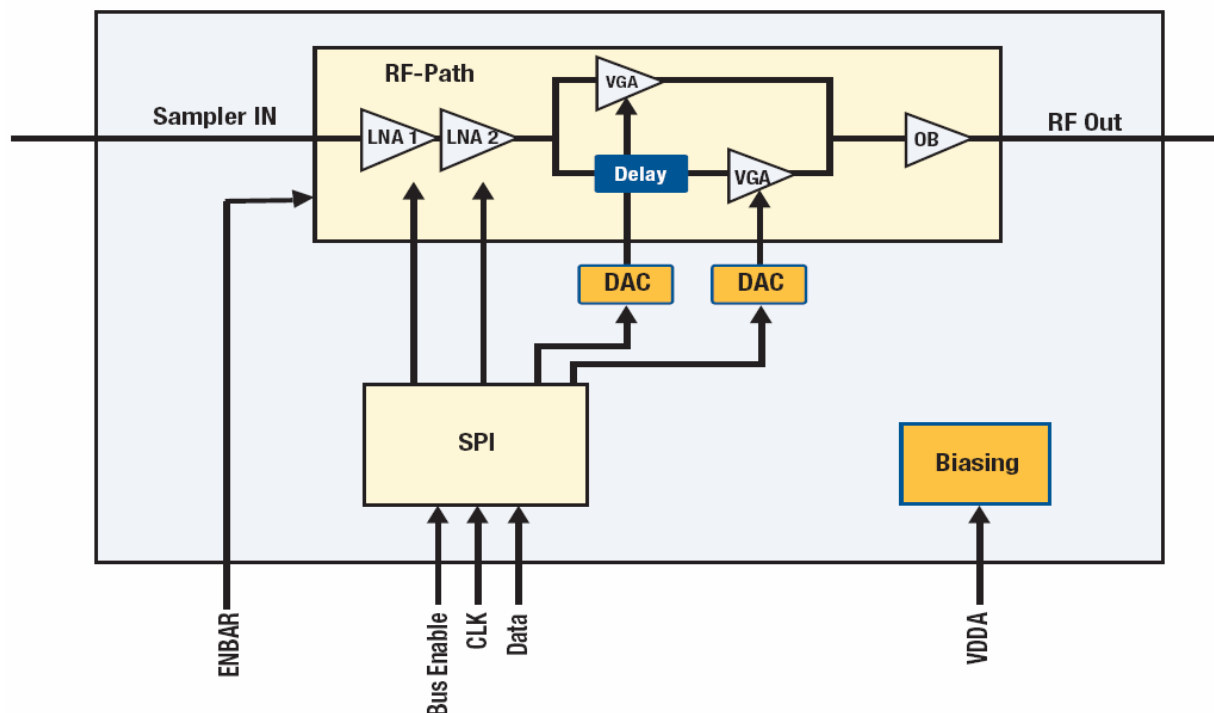 RF-Path
VGA
Sampler IN
LNA 1
LNA 2
OB
RF Out
Delay
VGA
DAC
DAC
SPI
Biasing
ENBAR
Bus Enable
CLK
Data
VDDA